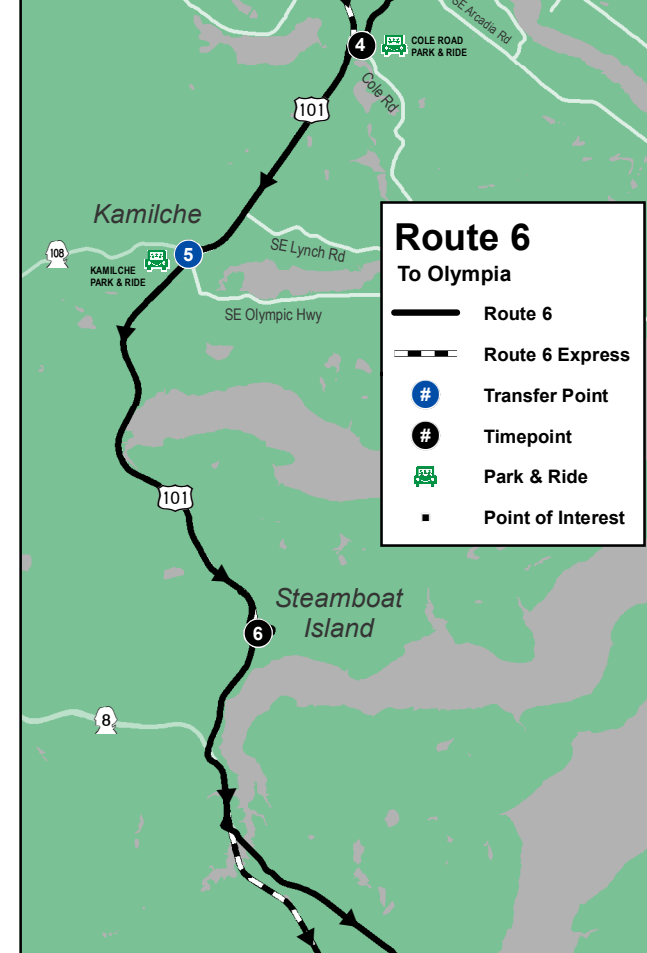 SE Arcadia Rd
4
COLE ROAD
PARK & RIDE
Cole Rd
101
Kamilche
108
5
KAMILCHE
PARK & RIDE
SE Lynch Rd
SE Olympic Hwy
Route 6
To Olympia
Route 6
Route 6 Express
# Transfer Point
# Timepoint
Park & Ride
Point of Interest
101
Steamboat
Island
6
8